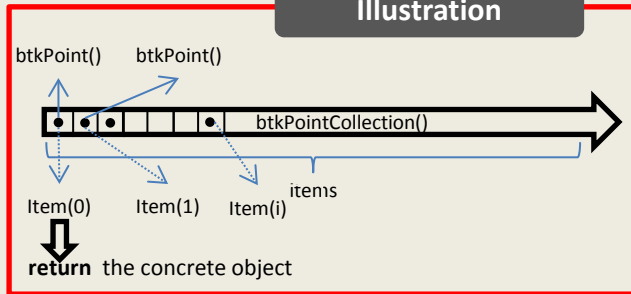 Illustration
btkPoint() btkPoint()
btkPointCollection()
items
Item(0) Item(1) Item(i)
return the concrete object